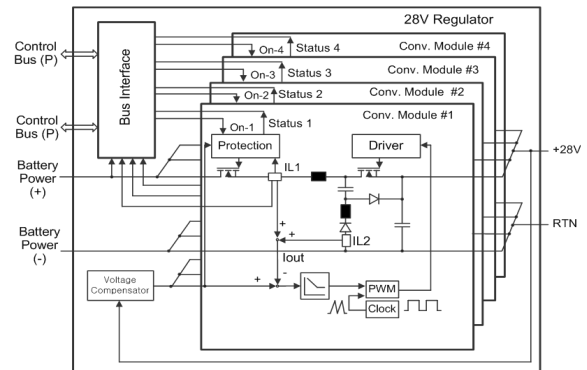 28V Regulator
Control
Bus (P)
Bus Interface
Status 4
On-4
Conv. Module #4
Status 3
On-3
Conv. Module #3
On-2
Status 2
Conv. Module #2
Status 1
On-1
Conv. Module #1
Control
Bus (P)
Protection
Driver
Battery
Power
(+)
IL1
+28V
Battery
Power
(-)
+
+
IL2
RTN
Iout
Voltage
Compensator
+
-
PWM
Clock